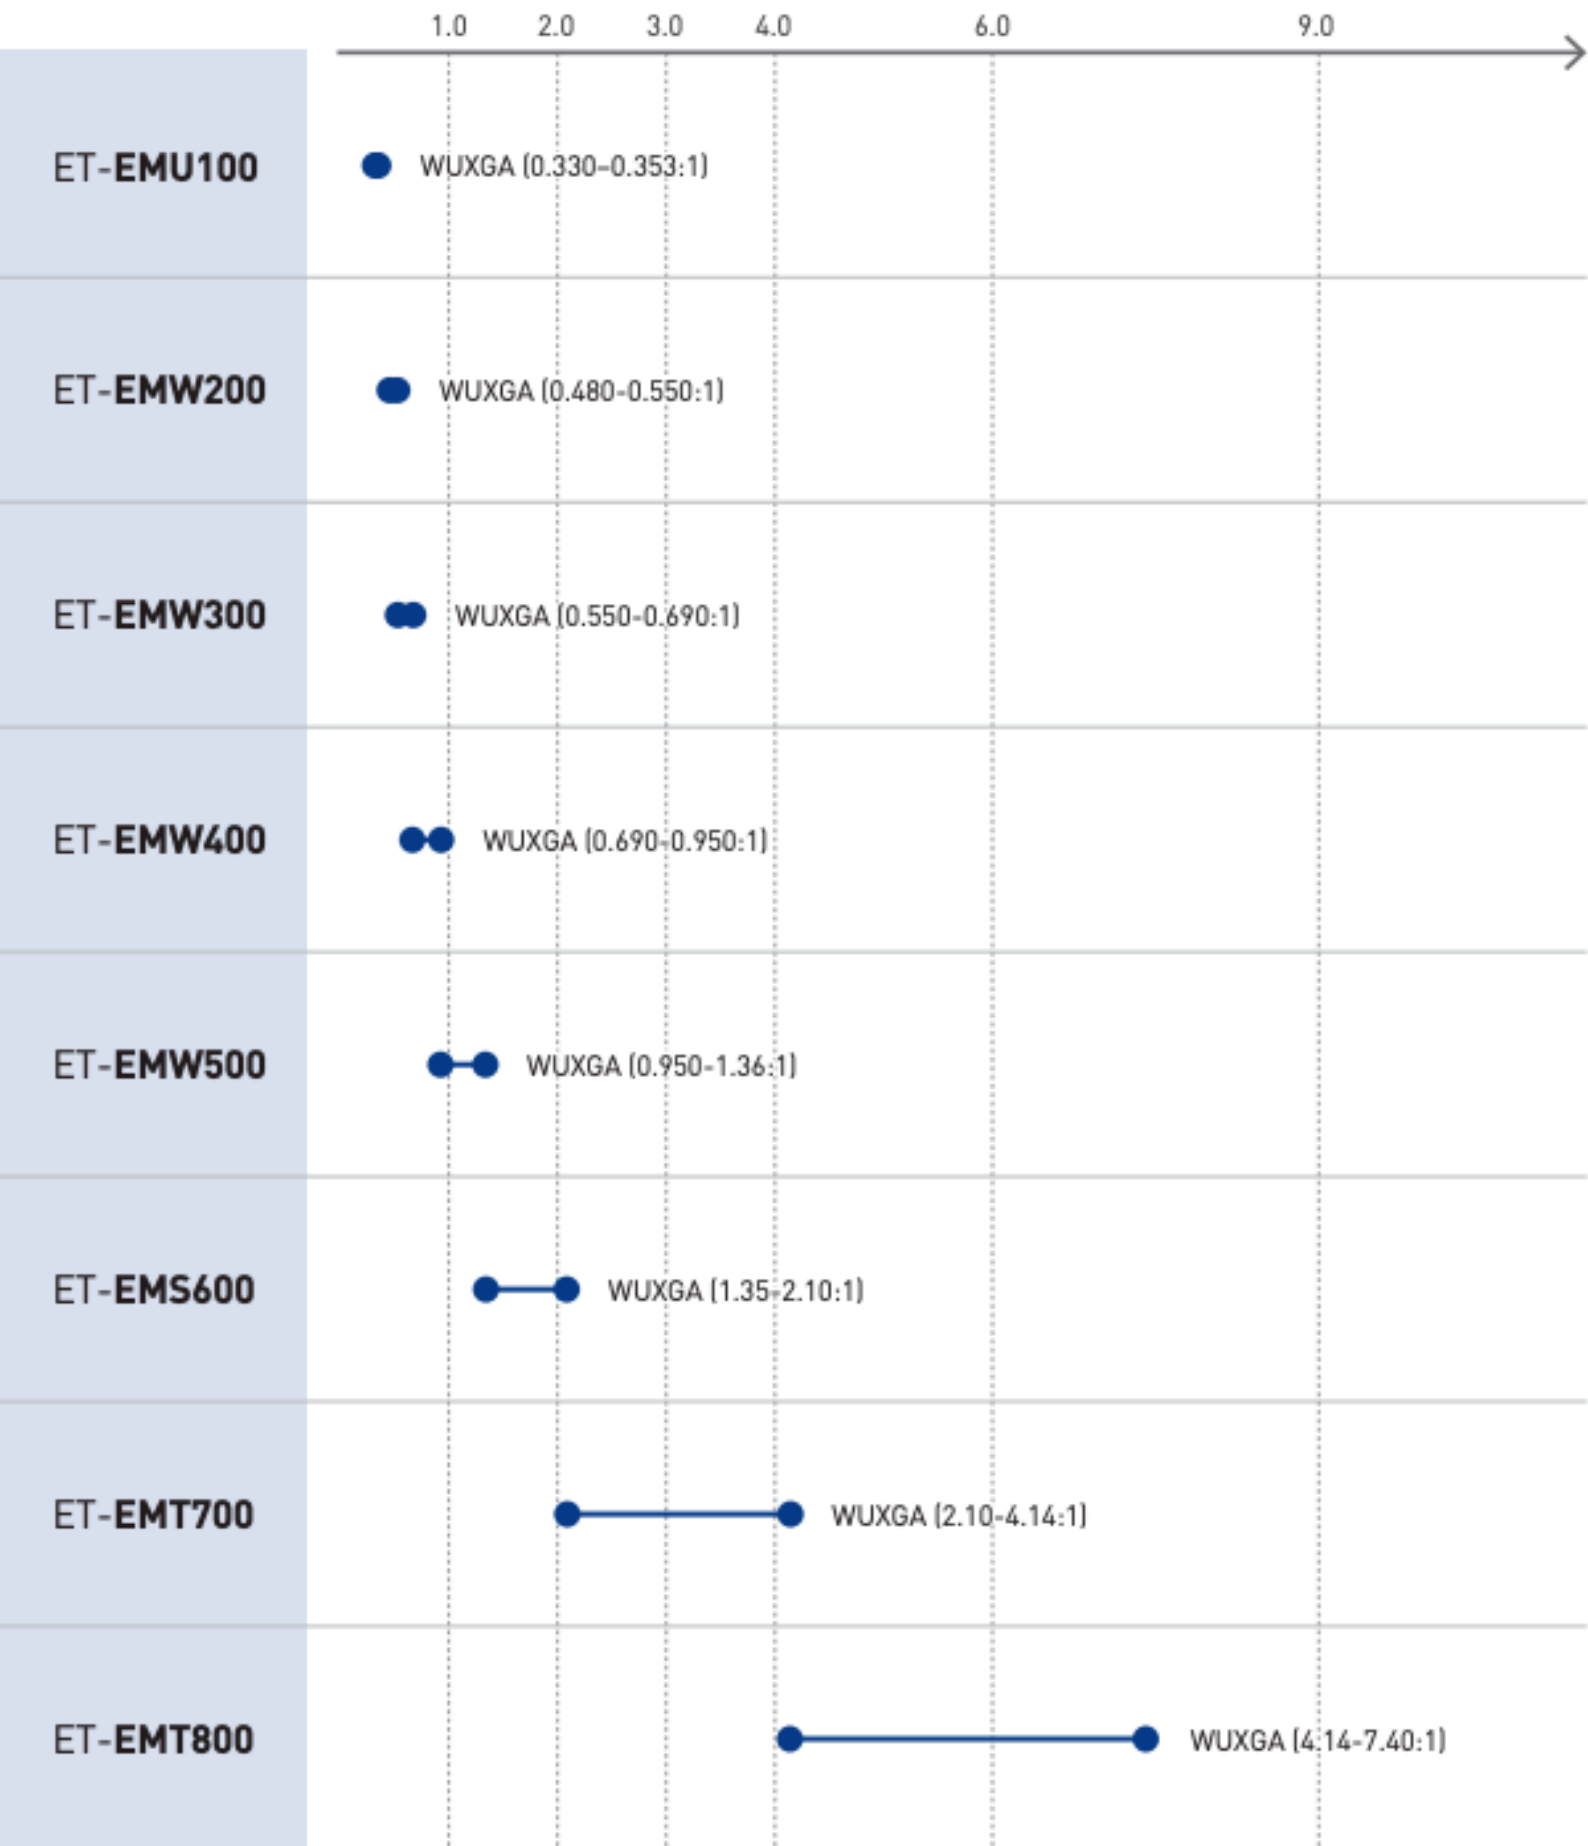 1.0 2.0 3.0 4.0 6.0 9.0
ET-EMU100 WUXGA (0.330–0.353:1)
ET-EMW200 WUXGA (0.480-0.550:1)
ET-EMW300 WUXGA (0.550-0.690:1)
ET-EMW400 WUXGA (0.690-0.950:1)
ET-EMW500 WUXGA (0.950-1.36:1)
ET-EMS600 WUXGA (1.35-2.10:1)
ET-EMT700 WUXGA (2.10-4.14:1)
ET-EMT800 WUXGA (4.14-7.40:1)